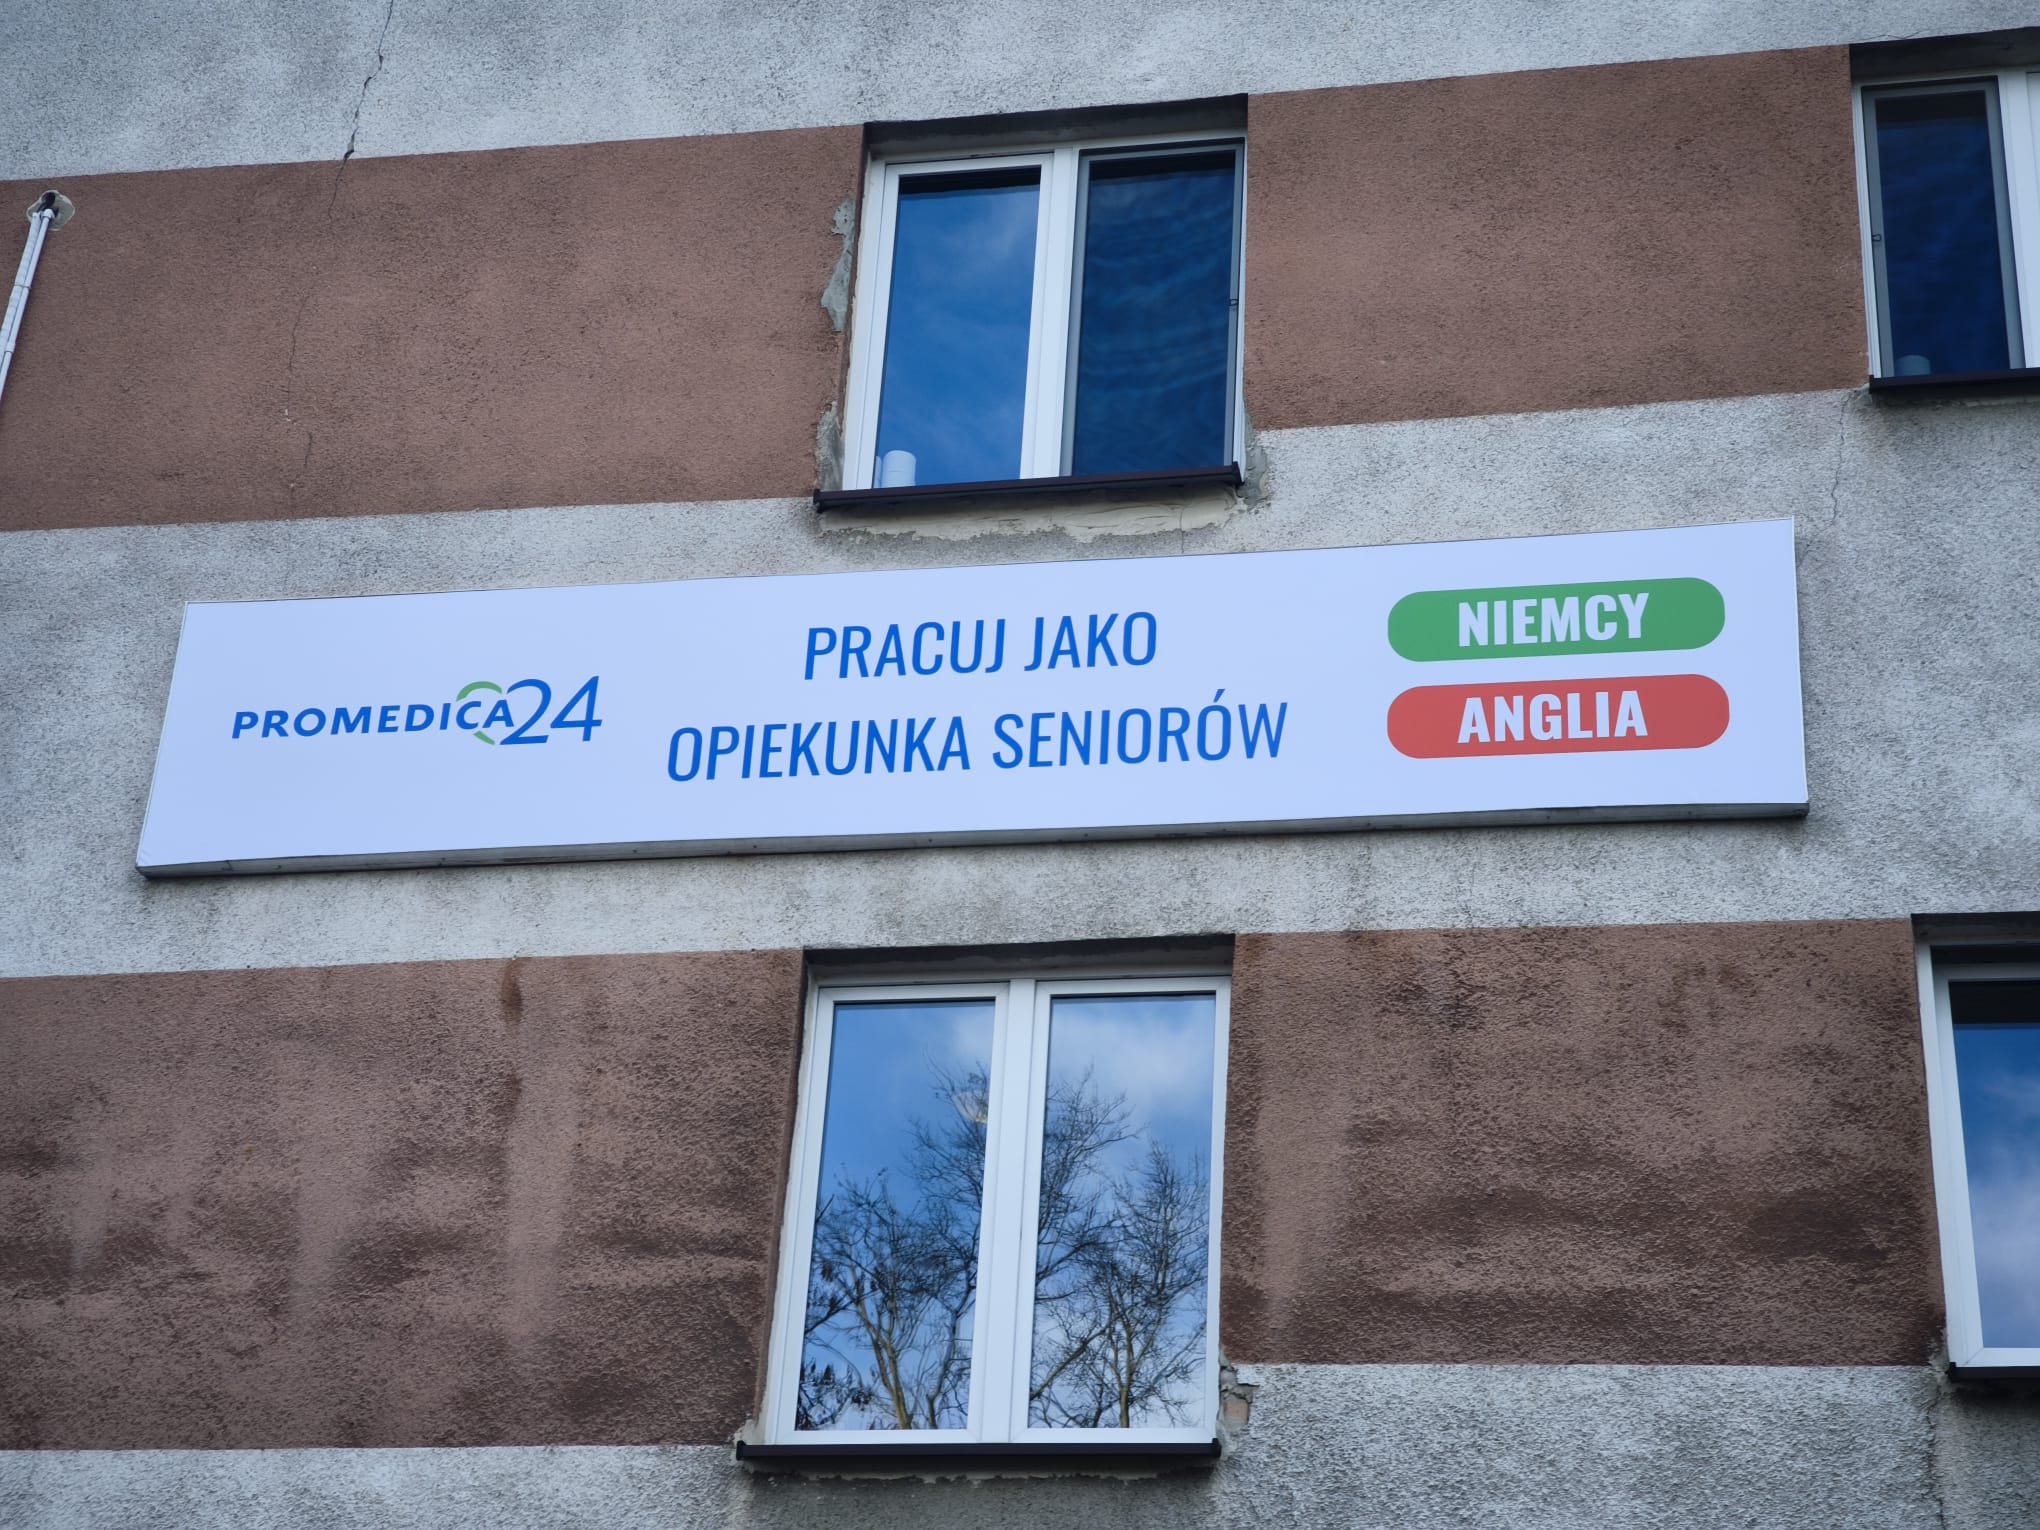 PROMEDICA24
PRACUJ JAKO
OPIEKUNKA SENIORÓW
NIEMCY
ANGLIA